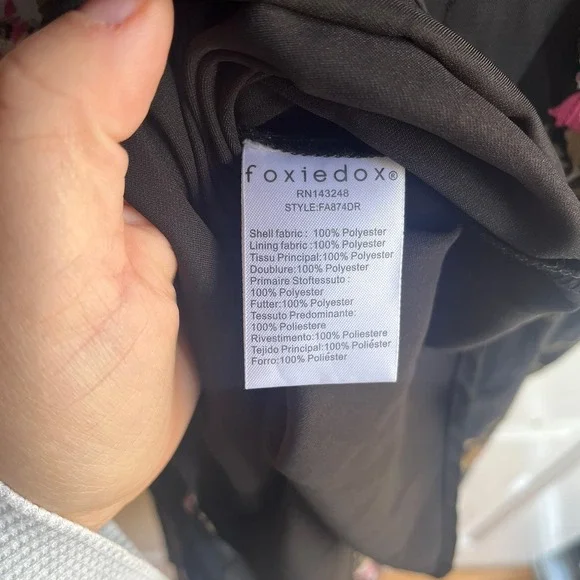 foxiedox®
RN143248
STYLE:FA874DR
Shell fabric : 100% Polyester
Lining fabric : 100% Polyester
Tissu Principal:100% Polyester
Doublure:100% Polyester
Primaire Stoftessuto :
100% Polyester
Futter:100% Polyester
Tessuto Predominante:
100% Poliestere
Rivestimento:100% Poliestere
Tejido Principal:100% Poliéster
Forro:100% Poliéster